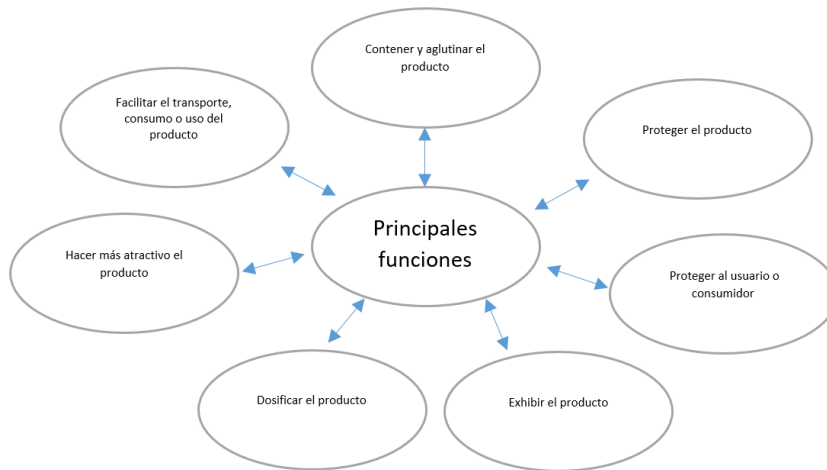 Contener y aglutinar el
producto
Facilitar el transporte,
consumo o uso del
producto
Proteger el producto
Principales
funciones
Hacer más atractivo el
producto
Proteger al usuario o
consumidor
Dosificar el producto
Exhibir el producto